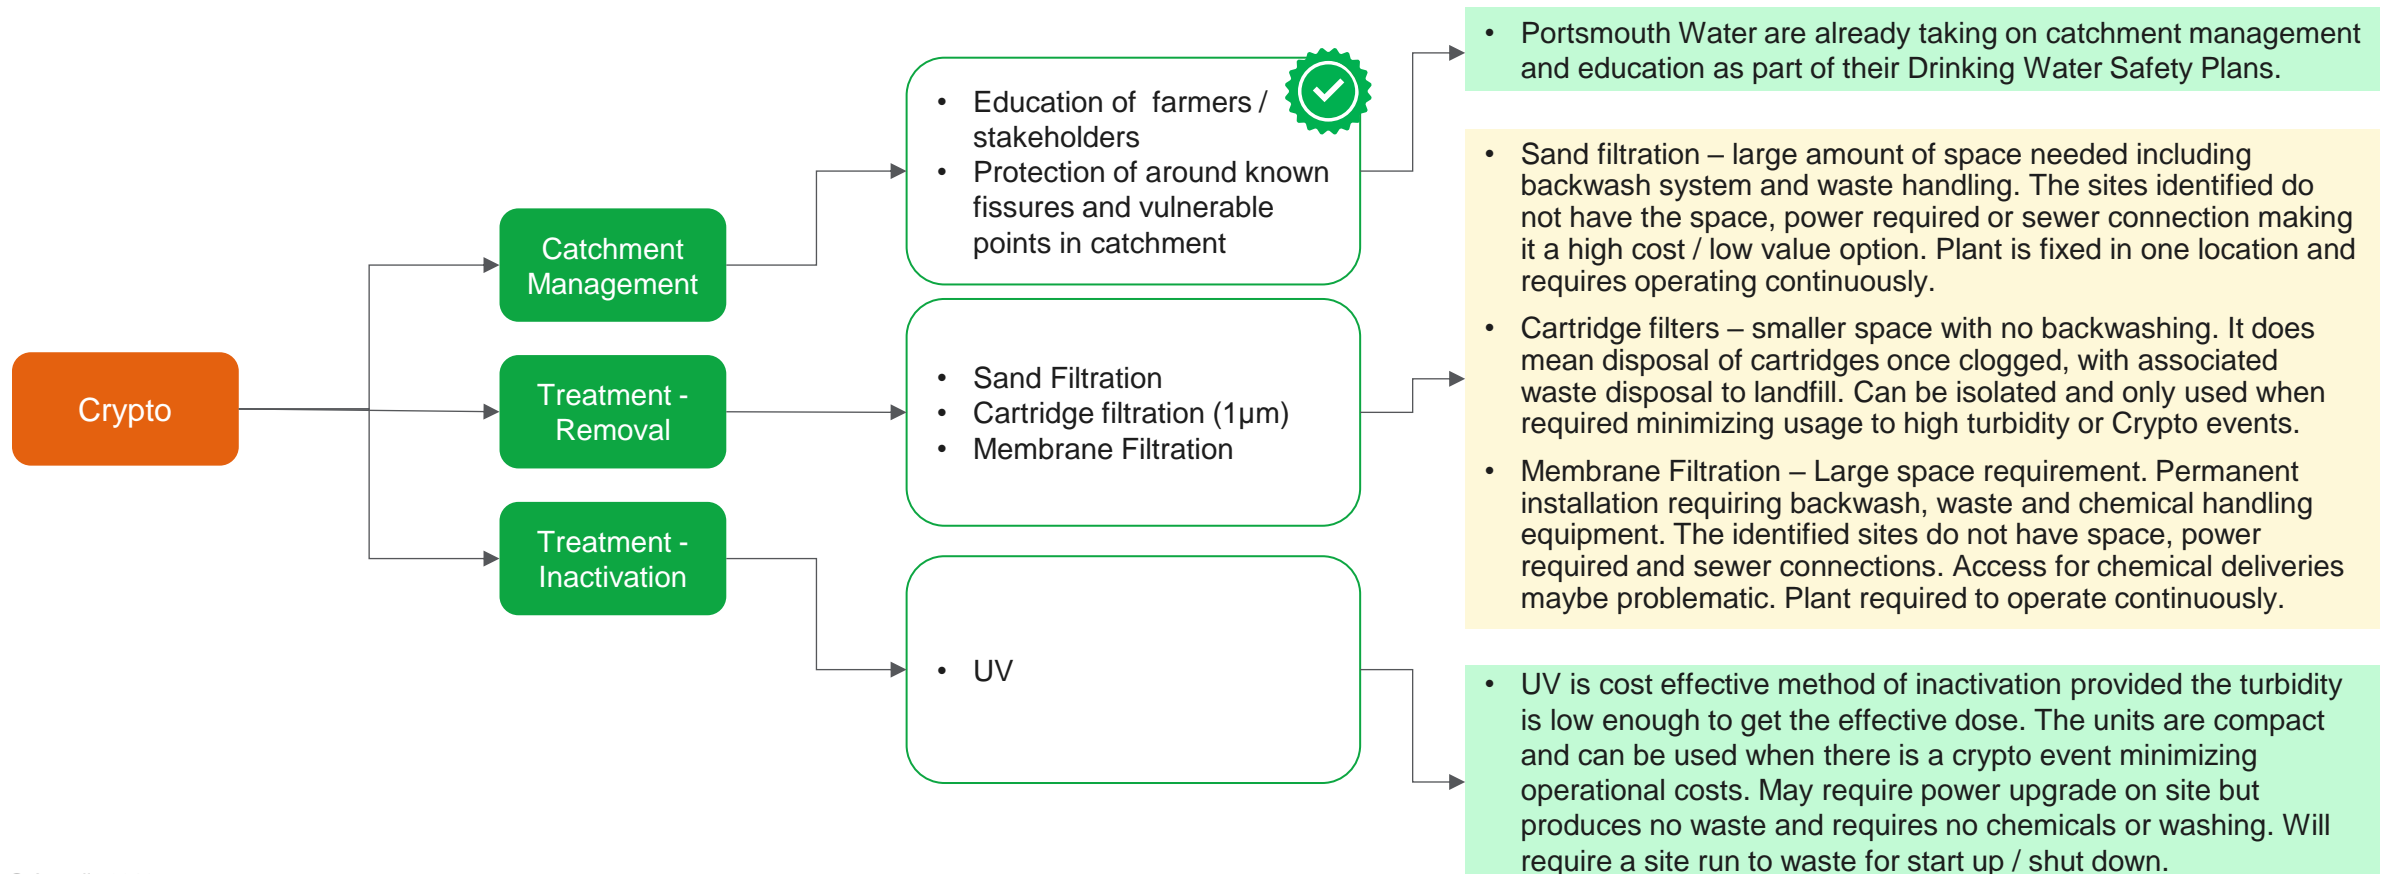 Crypto
Catchment
Management
Treatment -
Removal
Treatment -
Inactivation
• Education of farmers /
stakeholders
• Protection of around known
fissures and vulnerable
points in catchment
• Sand Filtration
• Cartridge filtration (1µm)
• Membrane Filtration
• UV
• Portsmouth Water are already taking on catchment management
and education as part of their Drinking Water Safety Plans.
• Sand filtration – large amount of space needed including
backwash system and waste handling. The sites identified do
not have the space, power required or sewer connection making
it a high cost / low value option. Plant is fixed in one location and
requires operating continuously.
• Cartridge filters – smaller space with no backwashing. It does
mean disposal of cartridges once clogged, with associated
waste disposal to landfill. Can be isolated and only used when
required minimizing usage to high turbidity or Crypto events.
• Membrane Filtration – Large space requirement. Permanent
installation requiring backwash, waste and chemical handling
equipment. The identified sites do not have space, power
required and sewer connections. Access for chemical deliveries
maybe problematic. Plant required to operate continuously.
• UV is cost effective method of inactivation provided the turbidity
is low enough to get the effective dose. The units are compact
and can be used when there is a crypto event minimizing
operational costs. May require power upgrade on site but
produces no waste and requires no chemicals or washing. Will
require a site run to waste for start up / shut down.